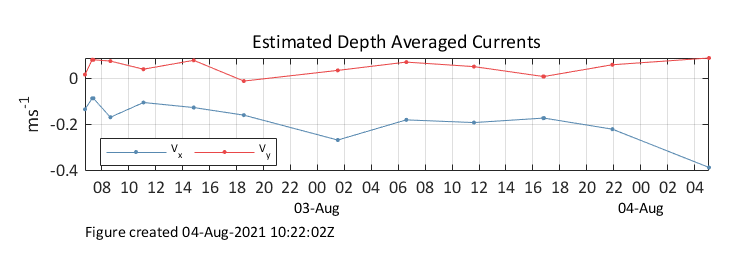 Estimated Depth Averaged Currents
ms-1
0
-0.2
-0.4
Vx Vy
08 10 12 14 16 18 20 22 00 02 04 06 08 10 12 14 16 18 20 22 00 02 04
03-Aug 04-Aug
Figure created 04-Aug-2021 10:22:02Z